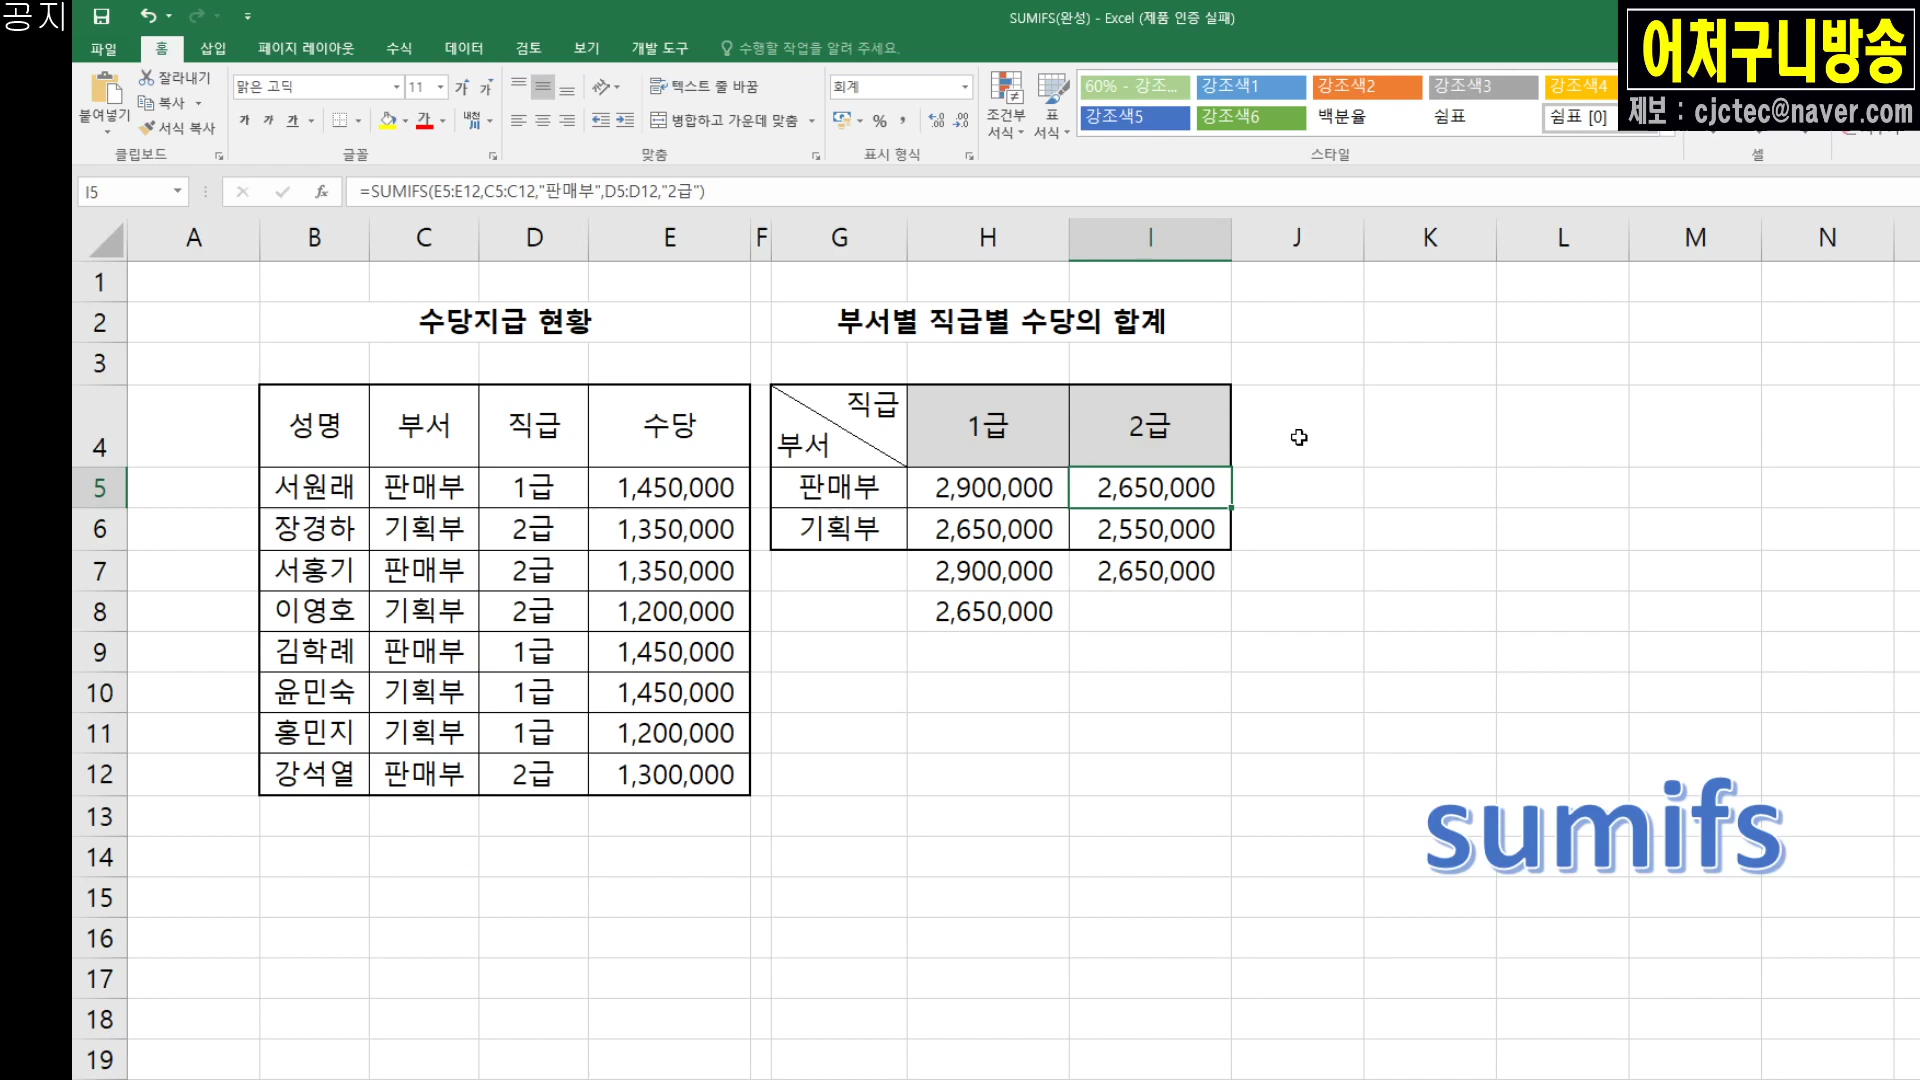 공지
SUMIFS(완성) - Excel (제품 인증 실패)
어저구니방송
제보 : cjctec@naver.com
파일 홈 삽입 페이지 레이아웃 수식 데이터 검토 보기 개발 도구 수행할 작업을 알려 주세요.
붙여넣기
잘라내기
복사
서식 복사
클립보드
맑은 고딕 11 가 가
가 가 가 가 내천
글꼴
텍스트 줄 바꿈
병합하고 가운데 맞춤
맞춤
회계
% ,
표시 형식
조건부
서식
표
서식
60% - 강조... 강조색1 강조색2 강조색3 강조색4
강조색5 강조색6 백분율 쉼표 쉼표 [0]
스타일
셀
I5 fx =SUMIFS(E5:E12,C5:C12,"판매부",D5:D12,"2급")
A B C D E F G H I J K L M N
1
2 수당지급 현황 부서별 직급별 수당의 합계
3
4 성명 부서 직급 수당 직급 부서 1급 2급
5 서원래 판매부 1급 1,450,000 판매부 2,900,000 2,650,000
6 장경하 기획부 2급 1,350,000 기획부 2,650,000 2,550,000
7 서홍기 판매부 2급 1,350,000 2,900,000 2,650,000
8 이영호 기획부 2급 1,200,000 2,650,000
9 김학례 판매부 1급 1,450,000
10 윤민숙 기획부 1급 1,450,000
11 홍민지 기획부 1급 1,200,000
12 강석열 판매부 2급 1,300,000
13
sumifs
14
15
16
17
18
19